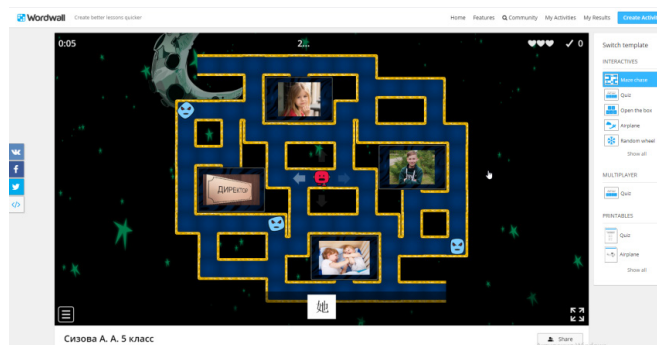 Wordwall
Create better lessons quicker
Home Features Community My Activities My Results Create Activity
0:05
2...
✓ 0
ДИРЕКТОР
她
Сизова А. А. 5 класс
Share
Switch template
INTERACTIVES
Maze chase
Quiz
Open the box
Airplane
Random wheel
Show all
MULTIPLAYER
Quiz
PRINTABLES
Quiz
Airplane
Show all